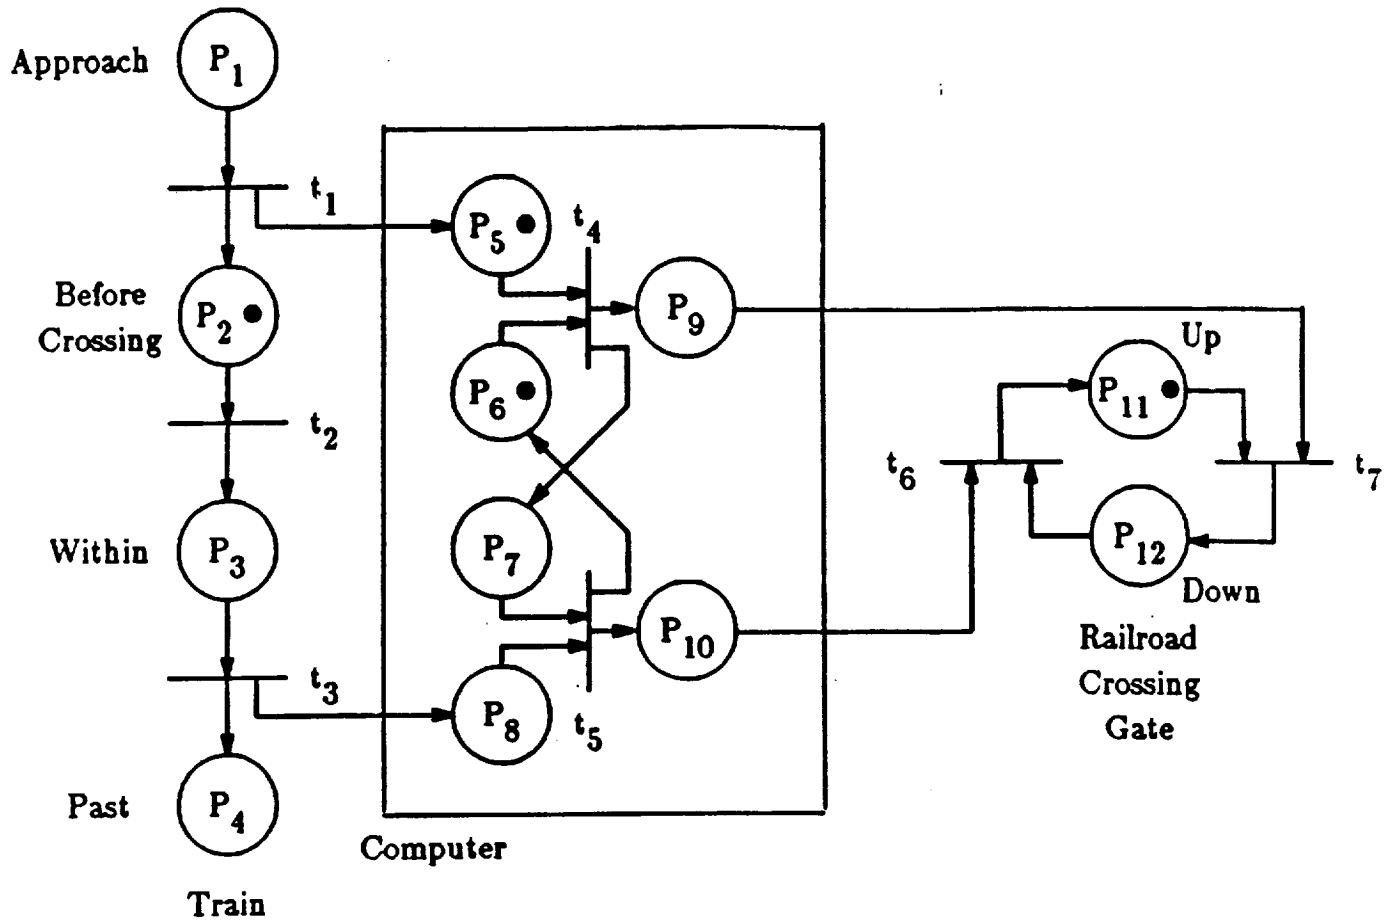 Approach
P1
t1
Before
Crossing
P2
t2
Within
P3
t3
Past
P4
Train
P5
t4
P6
P7
P8
t5
P9
P10
Computer
Up
P11
t6
t7
P12
Down
Railroad
Crossing
Gate